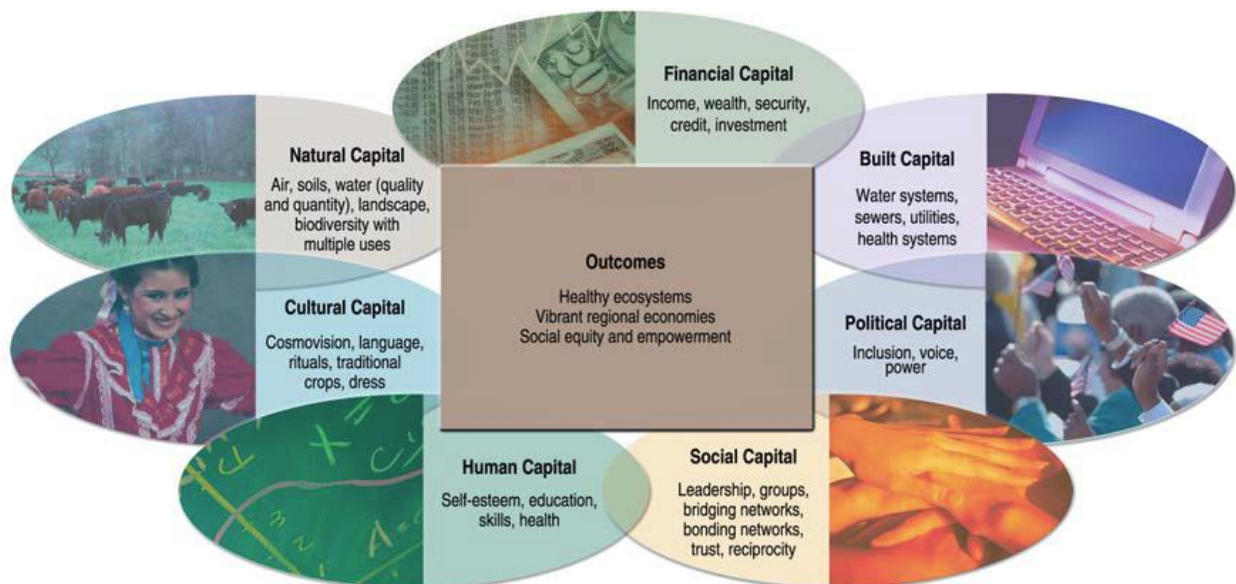 Financial Capital
Income, wealth, security,
credit, investment
Natural Capital
Air, soils, water (quality
and quantity), landscape,
biodiversity with
multiple uses
Built Capital
Water systems,
sewers, utilities,
health systems
Outcomes
Healthy ecosystems
Vibrant regional economies
Social equity and empowerment
Cultural Capital
Cosmovision, language,
rituals, traditional
crops, dress
Political Capital
Inclusion, voice,
power
Human Capital
Self-esteem, education,
skills, health
Social Capital
Leadership, groups,
bridging networks,
bonding networks,
trust, reciprocity